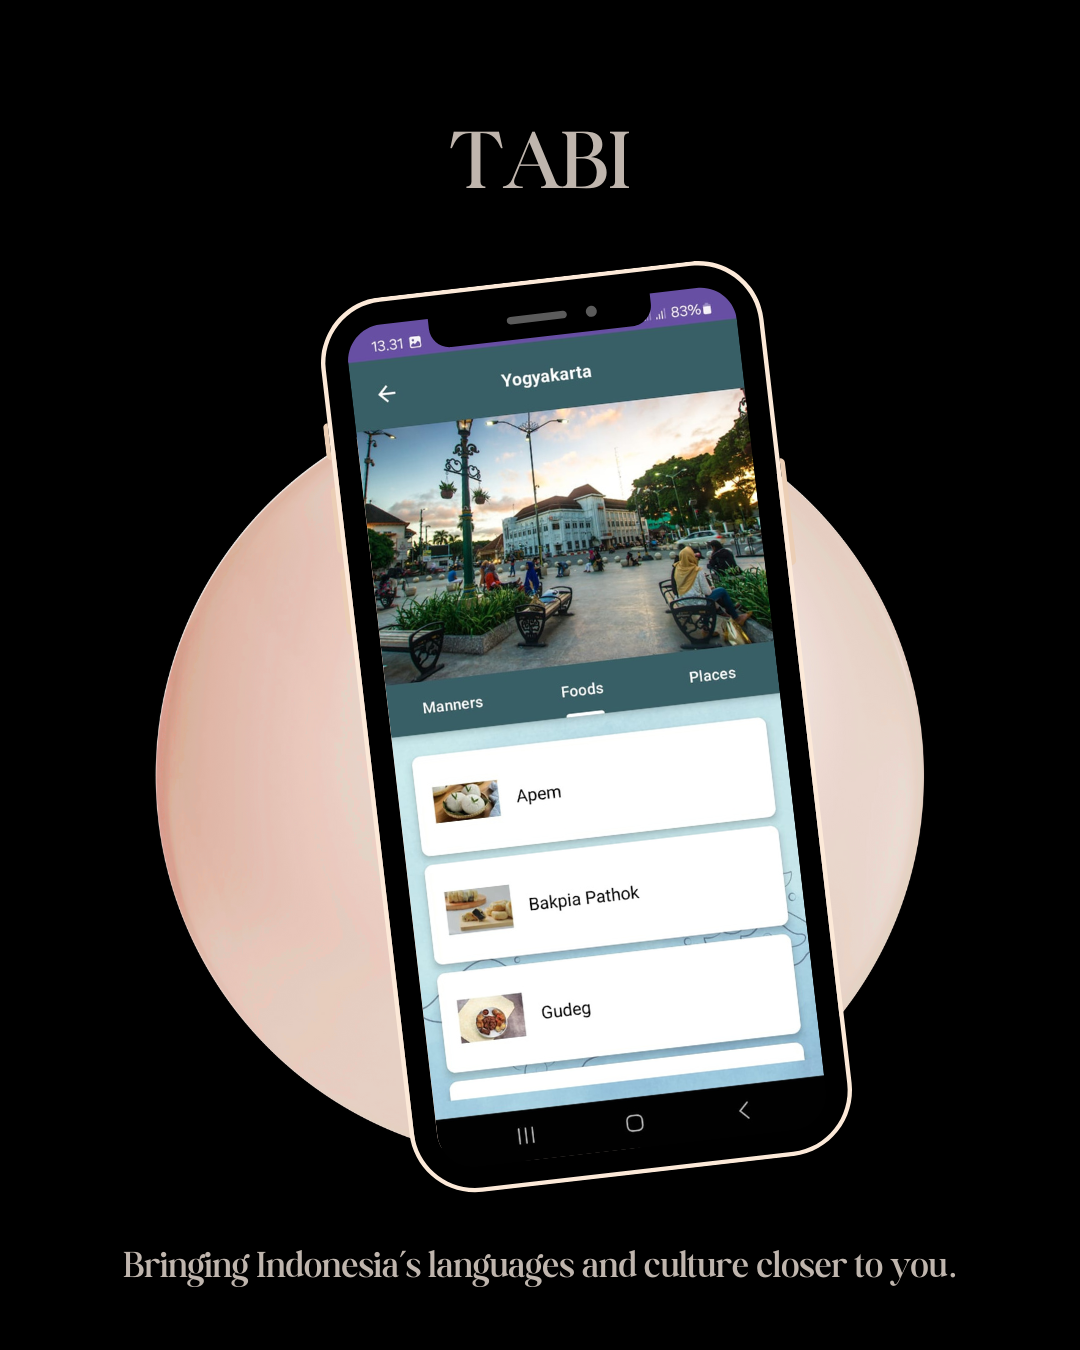 TABI
13.31 83%
Yogyakarta
Manners Foods Places
Apem
Bakpia Pathok
Gudeg
Bringing Indonesia´s languages and culture closer to you.